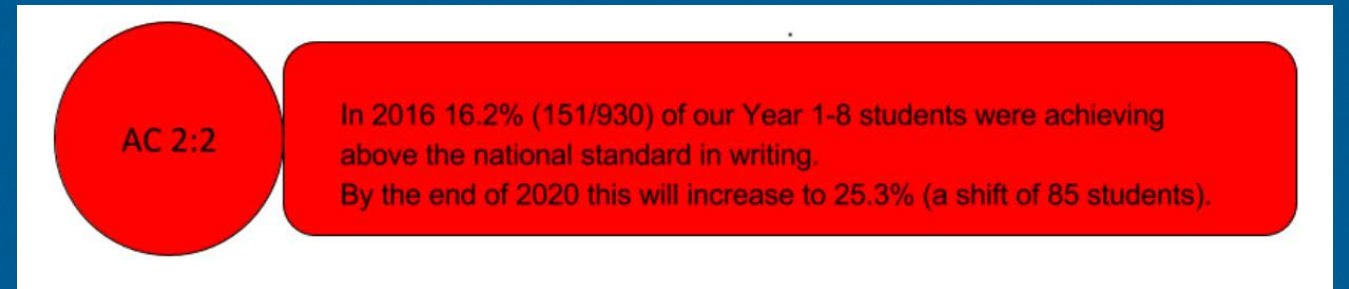 AC 2:2
In 2016 16.2% (151/930) of our Year 1-8 students were achieving
above the national standard in writing.
By the end of 2020 this will increase to 25.3% (a shift of 85 students).